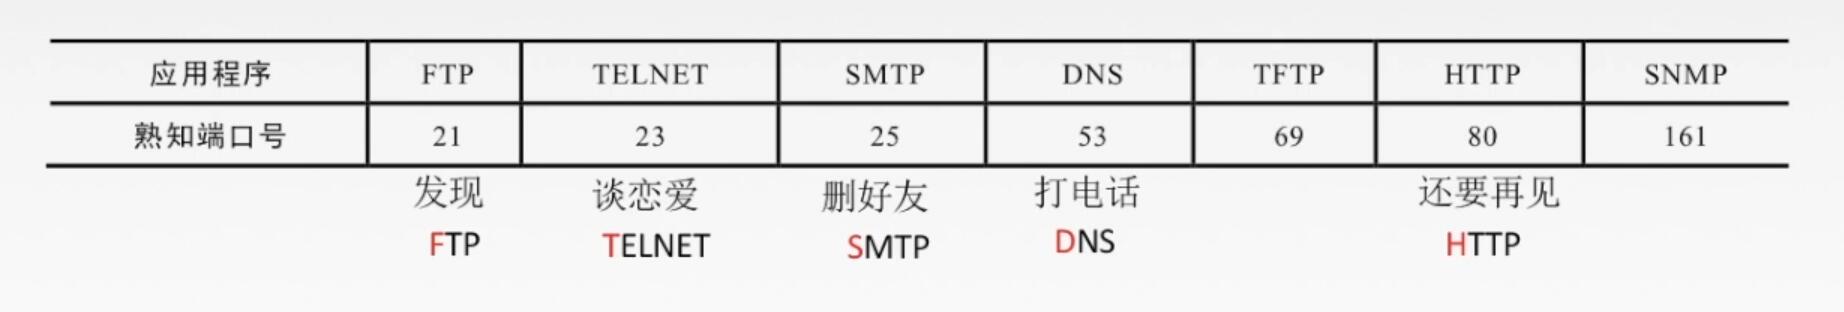 应用程序 FTP TELNET SMTP DNS TFTP HTTP SNMP
熟知端口号 21 23 25 53 69 80 161
发现 谈恋爱 删好友 打电话 还要再见
FTP TELNET SMTP DNS HTTP